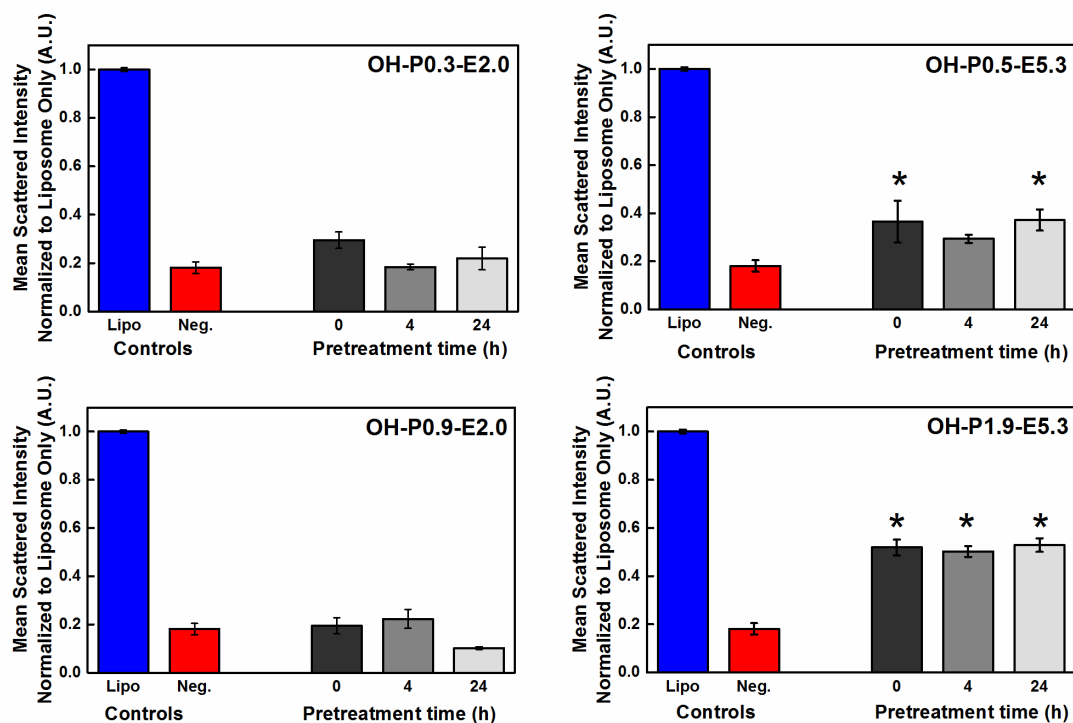 OH-P0.3-E2.0
Mean Scattered Intensity
Normalized to Liposome Only (A.U.)
1.0
0.8
0.6
0.4
0.2
0.0
Lipo Neg. 0 4 24
Controls Pretreatment time (h)
OH-P0.5-E5.3
Mean Scattered Intensity
Normalized to Liposome Only (A.U.)
1.0
0.8
0.6
0.4
0.2
0.0
* *
Lipo Neg. 0 4 24
Controls Pretreatment time (h)
OH-P0.9-E2.0
Mean Scattered Intensity
Normalized to Liposome Only (A.U.)
1.0
0.8
0.6
0.4
0.2
0.0
Lipo Neg. 0 4 24
Controls Pretreatment time (h)
OH-P1.9-E5.3
Mean Scattered Intensity
Normalized to Liposome Only (A.U.)
1.0
0.8
0.6
0.4
0.2
0.0
* * *
Lipo Neg. 0 4 24
Controls Pretreatment time (h)